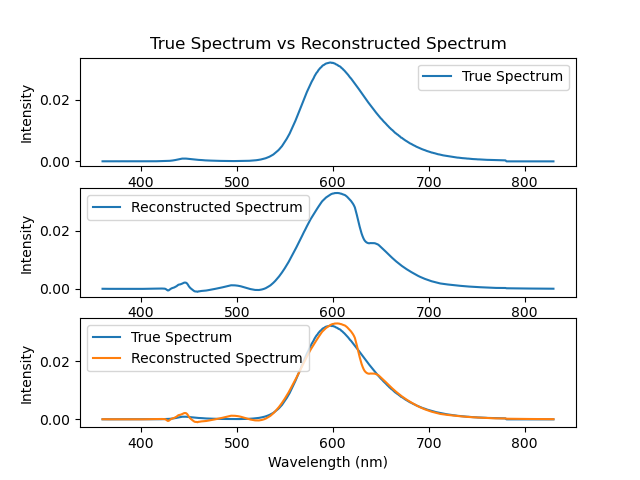 True Spectrum vs Reconstructed Spectrum
True Spectrum
Intensity
0.02
0.00
400 500 600 700 800
Reconstructed Spectrum
Intensity
0.02
0.00
400 500 600 700 800
True Spectrum
Reconstructed Spectrum
Intensity
0.02
0.00
400 500 600 700 800
Wavelength (nm)